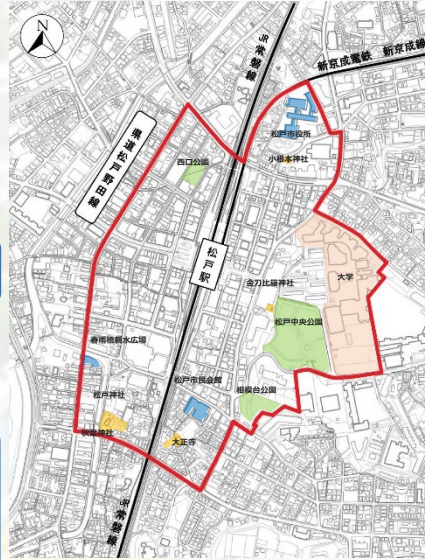 JR常磐線
新京成電鉄 新京成線
松戸市役所
小根本神社
県道松戸野田線
西口公園
松戸駅
大学
金刀比羅神社
松戸中央公園
春雨橋親水広場
松戸市民会館
相模台公園
松戸神社
秋葉神社
大正寺
JR常磐線